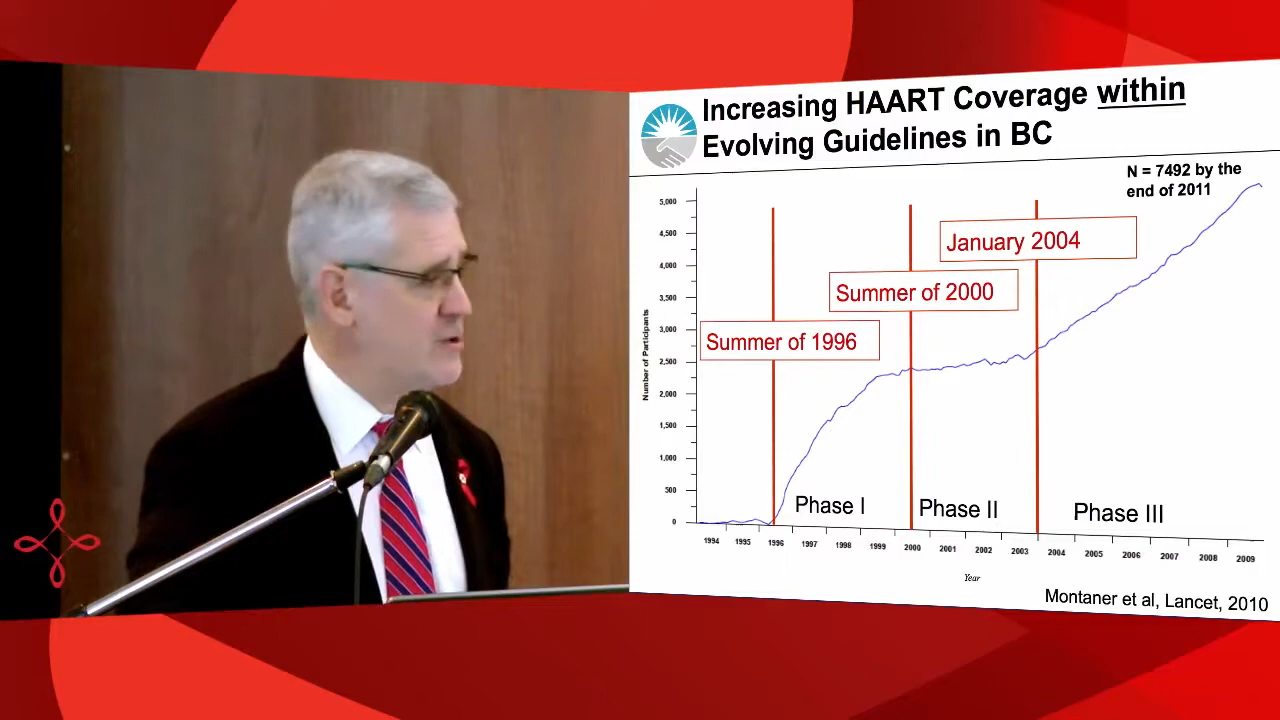 Increasing HAART Coverage within
Evolving Guidelines in BC
N = 7492 by the
end of 2011
January 2004
Summer of 2000
Summer of 1996
Number of Participants
5,000
4,500
4,000
3,500
3,000
2,500
2,000
1,500
1,000
500
0
Phase I
Phase II
Phase III
1994 1995 1996 1997 1998 1999 2000 2001 2002 2003 2004 2005 2006 2007 2008 2009
Year
Montaner et al, Lancet, 2010